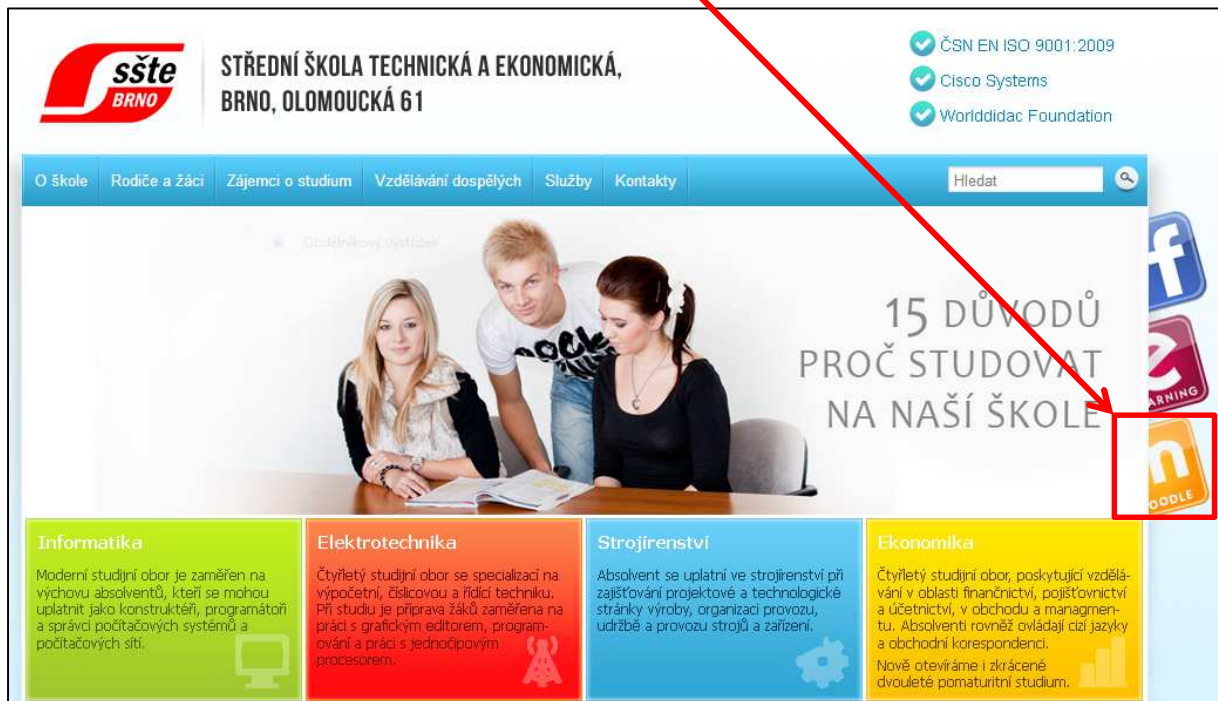 sšte
BRNO
STŘEDNÍ ŠKOLA TECHNICKÁ A EKONOMICKÁ,
BRNO, OLOMOUCKÁ 61
ČSN EN ISO 9001:2009
Cisco Systems
Worlddidac Foundation
O škole
Rodiče a žáci
Zájemci o studium
Vzdělávání dospělých
Služby
Kontakty
Hledat
Obdélníkový výstřižek
15 DŮVODŮ
PROČ STUDOVAT
NA NAŠÍ ŠKOLE
f
e
ARNING
m
OODLE
Informatika
Moderní studijní obor je zaměřen na
výchovu absolventů, kteří se mohou
uplatnit jako konstruktéři, programátoři
a správci počítačových systémů a
počítačových sítí.
Elektrotechnika
Čtyřletý studijní obor se specializací na
výpočetní, číslicovou a řídící techniku.
Při studiu je příprava žáků zaměřena na
práci s grafickým editorem, program-
ování a práci s jednočipovým
procesorem.
Strojírenství
Absolvent se uplatní ve strojírenství při
zajišťování projektové a technologické
stránky výroby, organizaci provozu,
údržbě a provozu strojů a zařízení.
Ekonomika
Čtyřletý studijní obor, poskytující vzdělá-
vání v oblasti finančnictví, pojišťovnictví
a účetnictví, v obchodu a managmen-
tu. Absolventi rovněž ovládají cizí jazyky
a obchodní korespondenci.
Nově otevíráme i zkrácené
dvouleté pomaturitní studium.